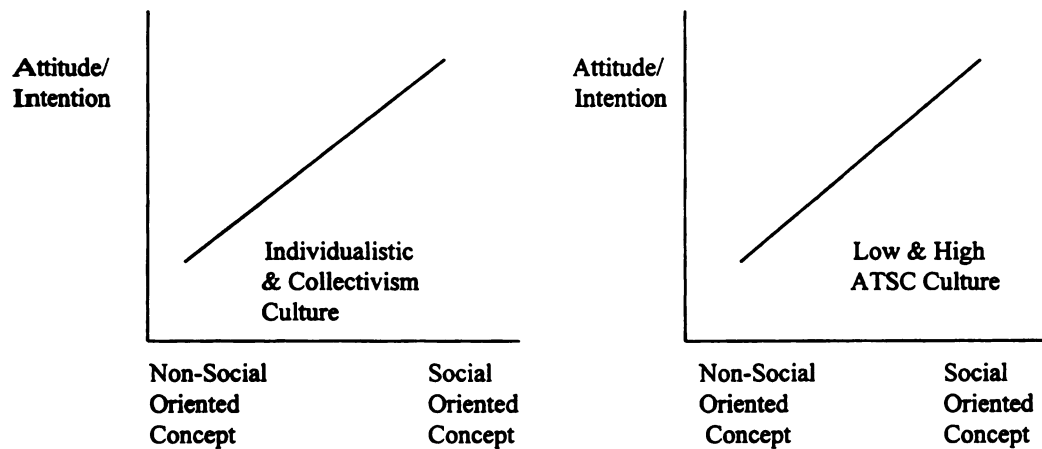 Attitude/
Intention
Individualistic
& Collectivism
Culture
Non-Social
Oriented
Concept
Social
Oriented
Concept
Attitude/
Intention
Low & High
ATSC Culture
Non-Social
Oriented
Concept
Social
Oriented
Concept